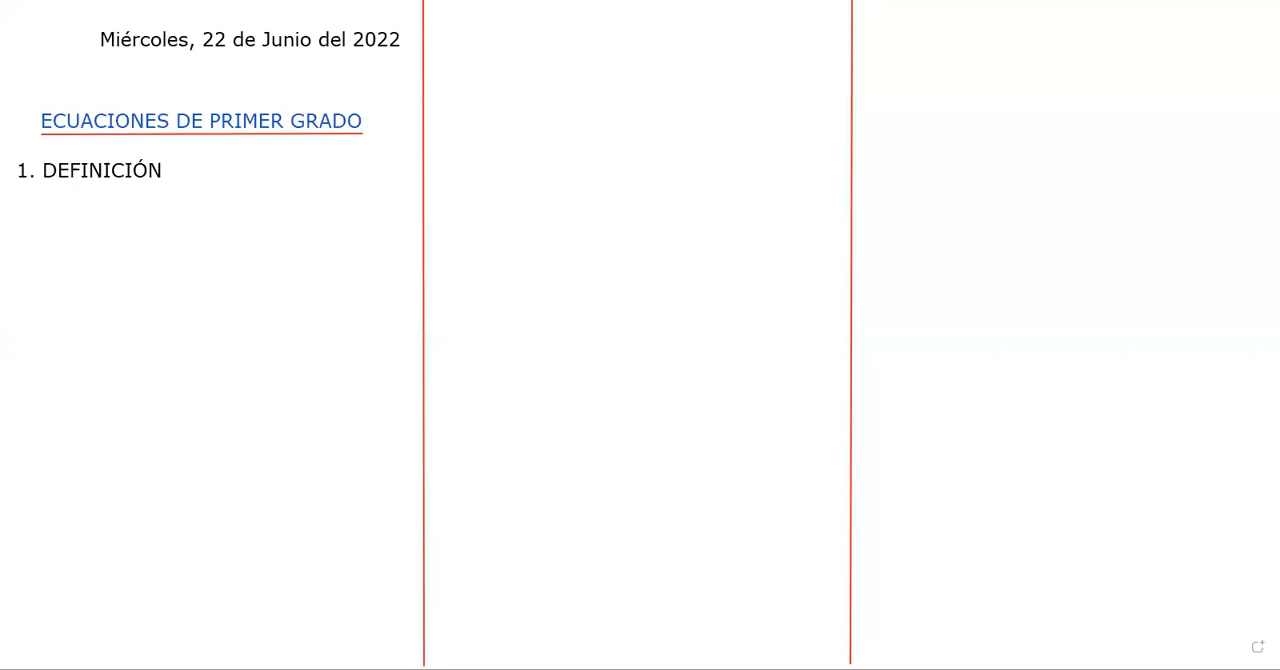 Miércoles, 22 de Junio del 2022
ECUACIONES DE PRIMER GRADO
1. DEFINICIÓN